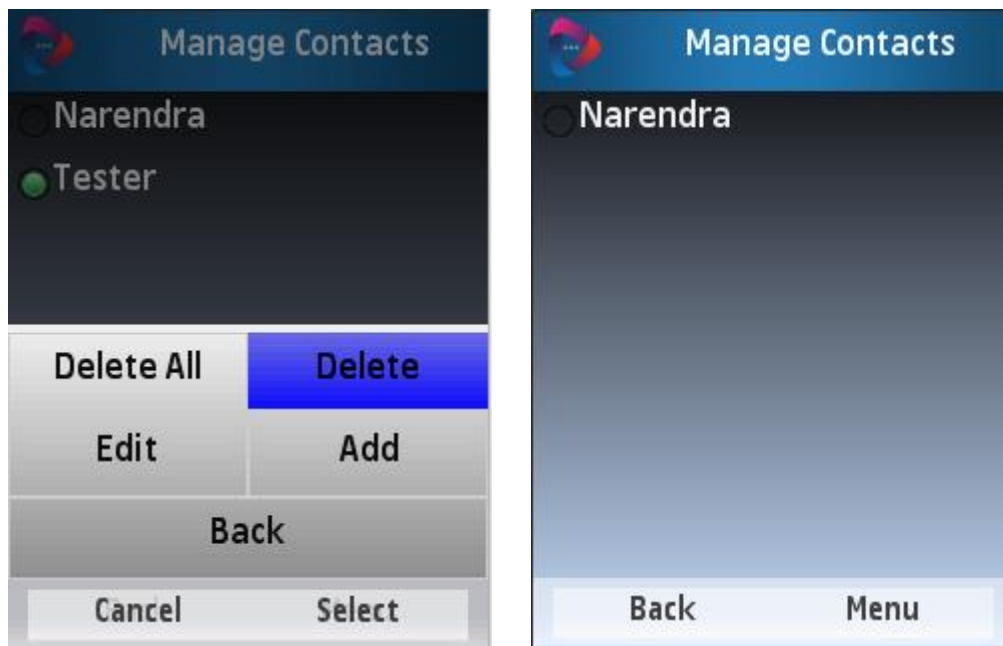 Manage Contacts
Narendra
Tester
Delete All Delete
Edit Add
Back
Cancel Select
Manage Contacts
Narendra
Back Menu